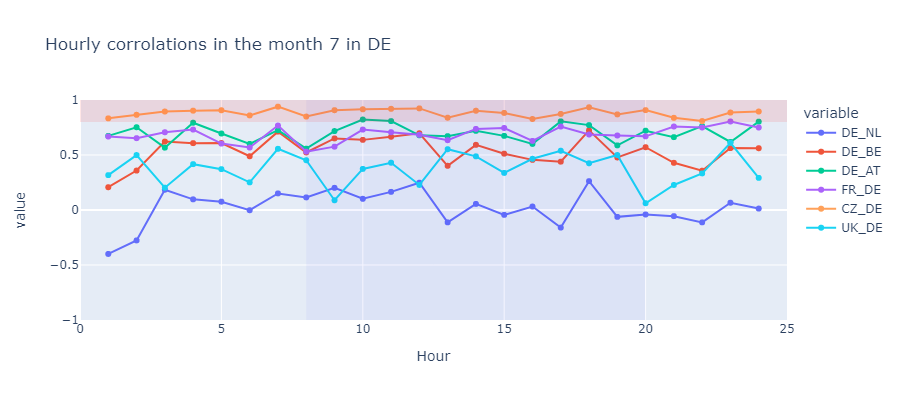 Hourly corrolations in the month 7 in DE
1
0.5
0
−0.5
−1
value
0
5
10
15
20
25
Hour
variable
DE_NL
DE_BE
DE_AT
FR_DE
CZ_DE
UK_DE